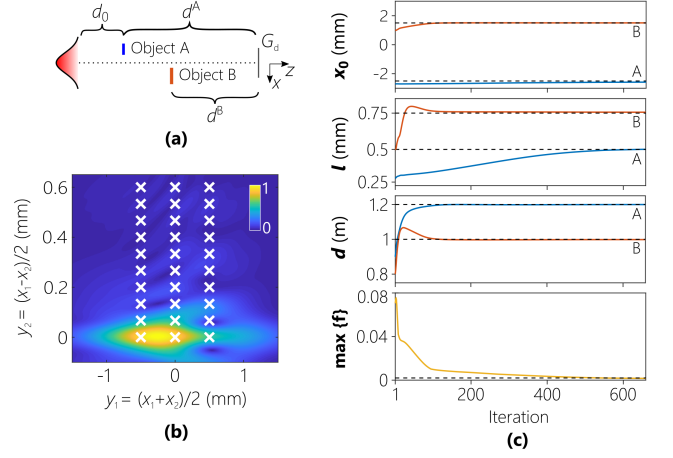 d₀
dᴬ
Object A
G_d
Object B
z
x
dᴮ
(a)
1
0
0.6
0.4
0.2
0
y₂ = (x₁-x₂)/2 (mm)
-1
0
1
y₁ = (x₁+x₂)/2 (mm)
(b)
2
0
-2
x₀ (mm)
B
A
0.75
0.5
0.25
l (mm)
B
A
1.2
1
0.8
d (m)
A
B
0.08
0.04
0
max {f}
1
200
400
600
Iteration
(c)